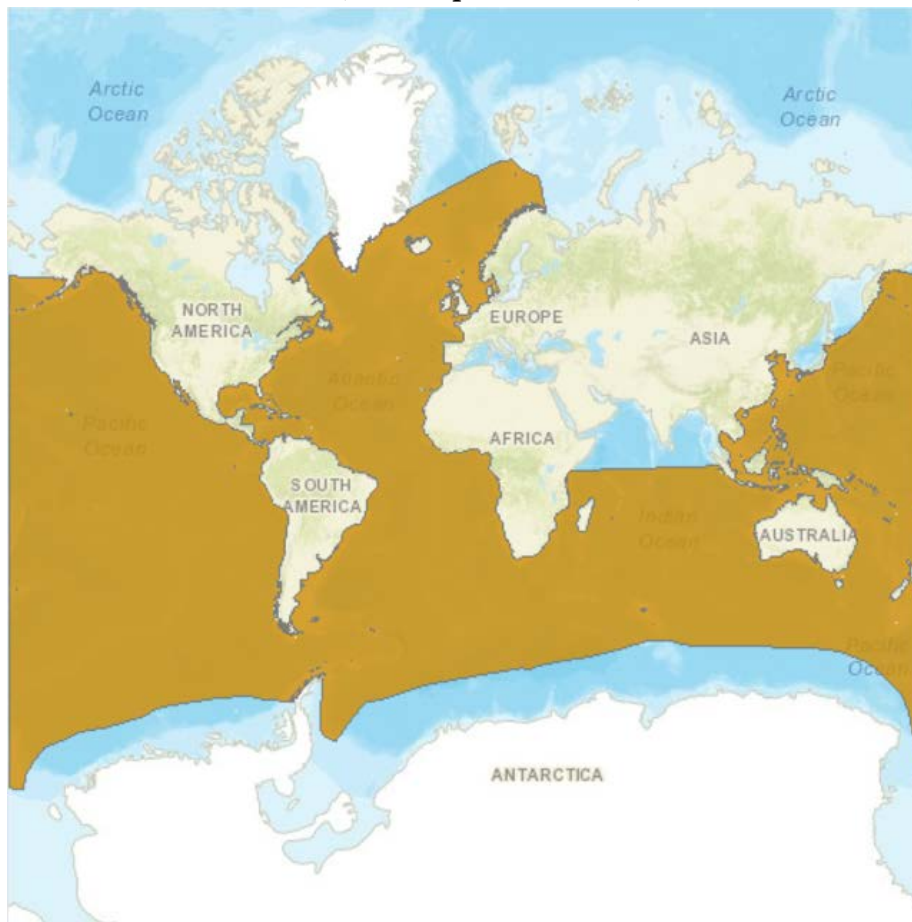 Arctic
Ocean
Arctic
Ocean
NORTH
AMERICA
EUROPE
ASIA
Atlantic
Ocean
Pacific
Ocean
Pacific
Ocean
AFRICA
SOUTH
AMERICA
Indian
Ocean
AUSTRALIA
Pacific
Ocean
ANTARCTICA